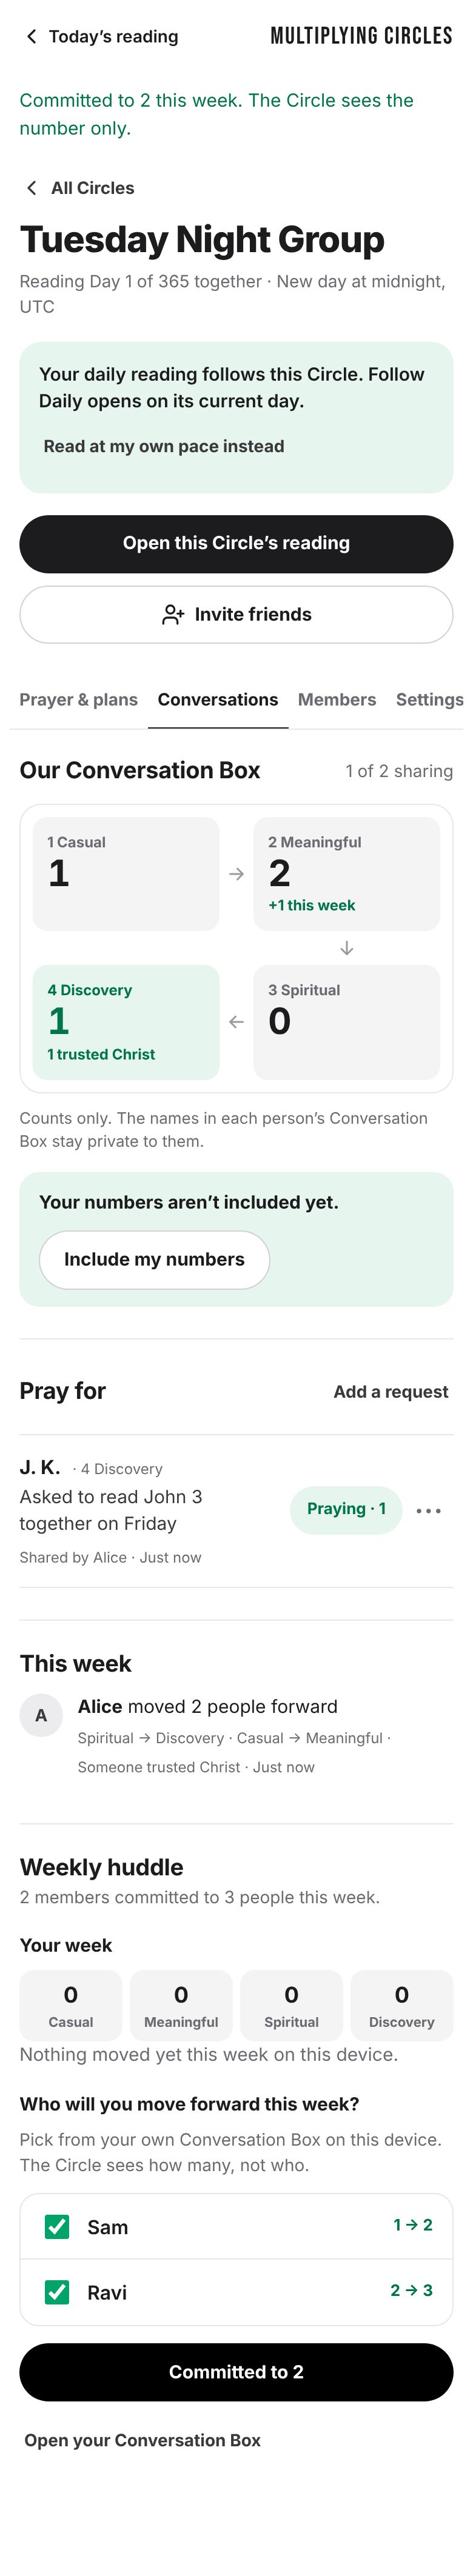 Today’s reading
MULTIPLYING CIRCLES
Committed to 2 this week. The Circle sees the
number only.
All Circles
Tuesday Night Group
Reading Day 1 of 365 together · New day at midnight,
UTC
Your daily reading follows this Circle. Follow
Daily opens on its current day.
Read at my own pace instead
Open this Circle’s reading
Invite friends
Prayer & plans
Conversations
Members
Settings
Our Conversation Box
1 of 2 sharing
1 Casual
1
→
2 Meaningful
2
+1 this week
↓
4 Discovery
1
1 trusted Christ
←
3 Spiritual
0
Counts only. The names in each person’s Conversation
Box stay private to them.
Your numbers aren’t included yet.
Include my numbers
Pray for
Add a request
J. K. · 4 Discovery
Asked to read John 3
together on Friday
Shared by Alice · Just now
Praying · 1
This week
A
Alice moved 2 people forward
Spiritual → Discovery · Casual → Meaningful ·
Someone trusted Christ · Just now
Weekly huddle
2 members committed to 3 people this week.
Your week
0
Casual
0
Meaningful
0
Spiritual
0
Discovery
Nothing moved yet this week on this device.
Who will you move forward this week?
Pick from your own Conversation Box on this device.
The Circle sees how many, not who.
Sam
1 → 2
Ravi
2 → 3
Committed to 2
Open your Conversation Box